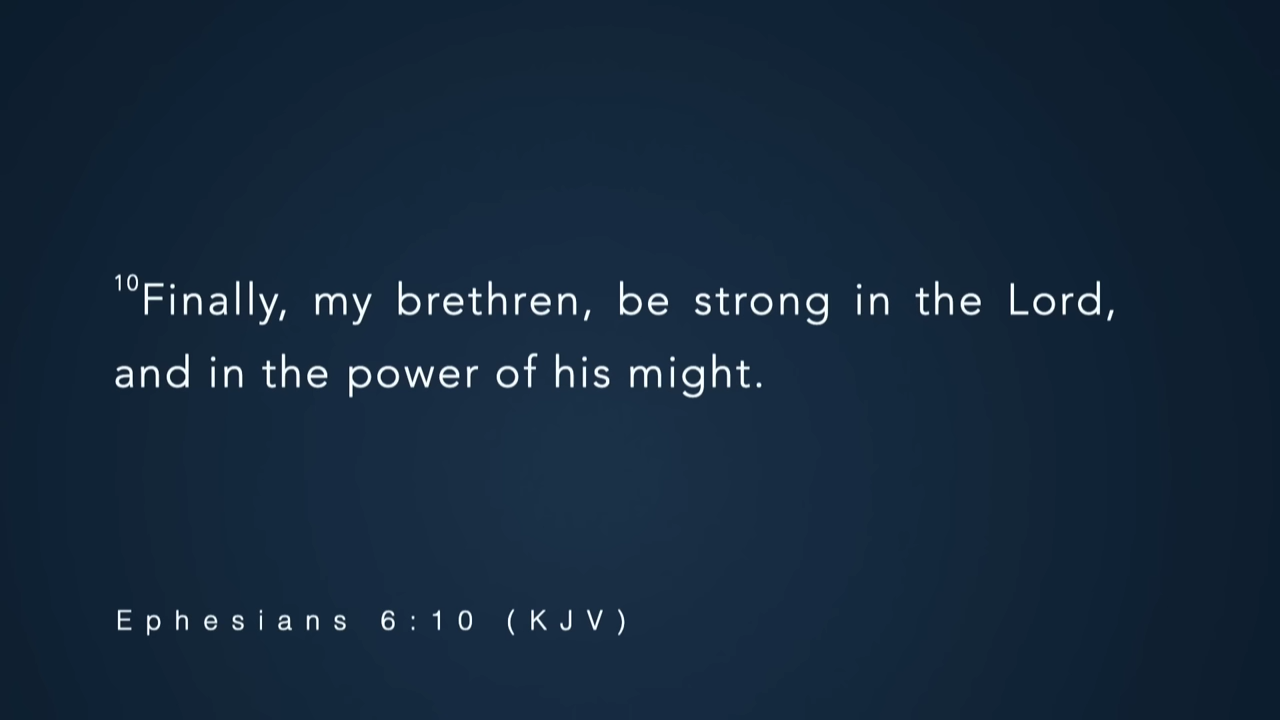 10Finally, my brethren, be strong in the Lord,
and in the power of his might.
Ephesians 6:10 (KJV)